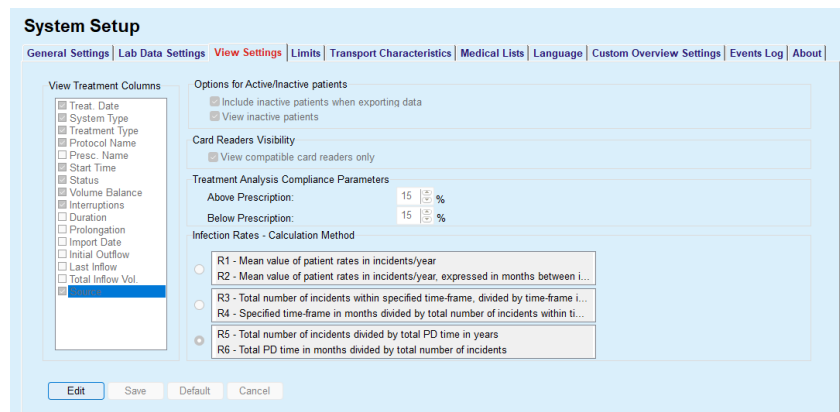 System Setup
General Settings Lab Data Settings View Settings Limits Transport Characteristics Medical Lists Language Custom Overview Settings Events Log About
View Treatment Columns
Treat. Date
System Type
Treatment Type
Protocol Name
Presc. Name
Start Time
Status
Volume Balance
Interruptions
Duration
Prolongation
Import Date
Initial Outflow
Last Inflow
Total Inflow Vol.
Source
Options for Active/Inactive patients
Include inactive patients when exporting data
View inactive patients
Card Readers Visibility
View compatible card readers only
Treatment Analysis Compliance Parameters
Above Prescription: 15 %
Below Prescription: 15 %
Infection Rates - Calculation Method
R1 - Mean value of patient rates in incidents/year
R2 - Mean value of patient rates in incidents/year, expressed in months between i...
R3 - Total number of incidents within specified time-frame, divided by time-frame i...
R4 - Specified time-frame in months divided by total number of incidents within ti...
R5 - Total number of incidents divided by total PD time in years
R6 - Total PD time in months divided by total number of incidents
Edit Save Default Cancel